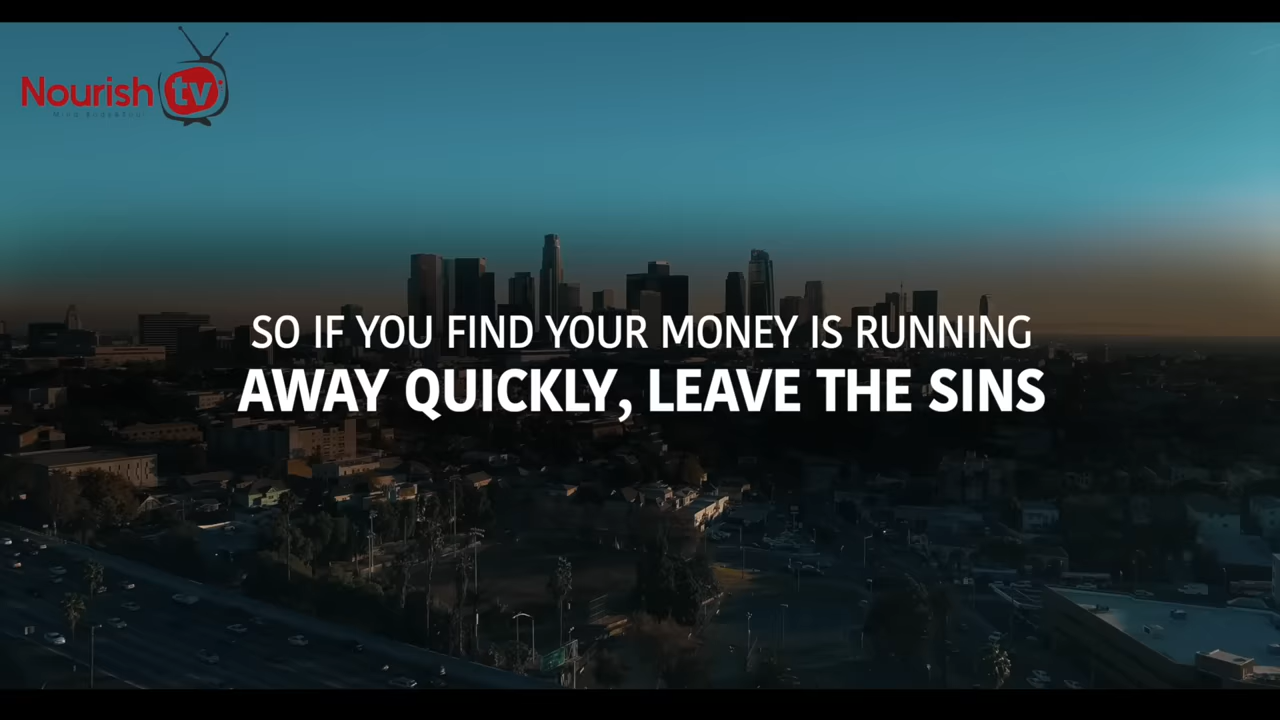 Nourish tv
SO IF YOU FIND YOUR MONEY IS RUNNING
AWAY QUICKLY, LEAVE THE SINS